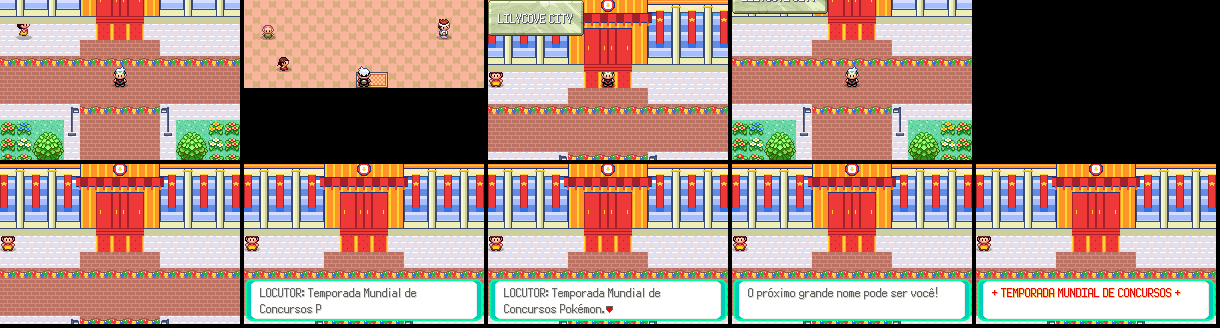 LILYCOVE CITY
LOCUTOR: Temporada Mundial de
Concursos P
LOCUTOR: Temporada Mundial de
Concursos Pokémon.♥
O próximo grande nome pode ser você!
+ TEMPORADA MUNDIAL DE CONCURSOS +